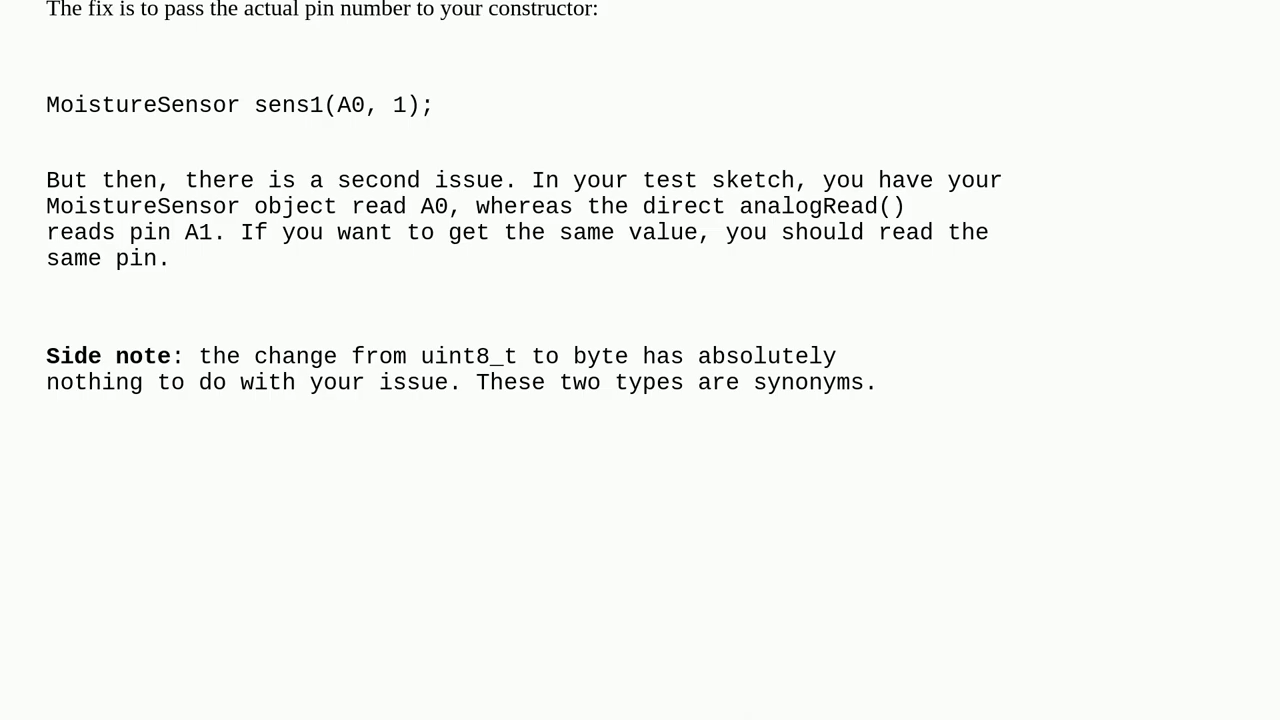 The fix is to pass the actual pin number to your constructor:
MoistureSensor sens1(A0, 1);
But then, there is a second issue. In your test sketch, you have your
MoistureSensor object read A0, whereas the direct analogRead()
reads pin A1. If you want to get the same value, you should read the
same pin.
Side note: the change from uint8_t to byte has absolutely
nothing to do with your issue. These two types are synonyms.